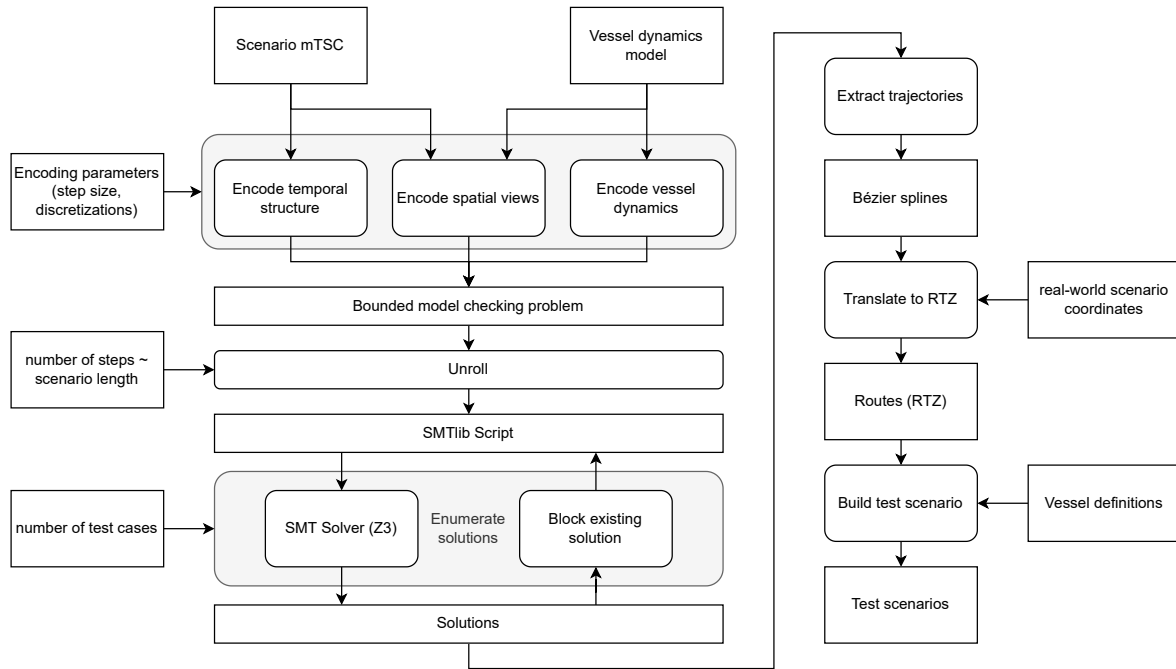 Scenario mTSC
Vessel dynamics
model
Extract trajectories
Encoding parameters
(step size,
discretizations)
Encode temporal
structure
Encode spatial views
Encode vessel
dynamics
Bézier splines
Bounded model checking problem
Translate to RTZ
real-world scenario
coordinates
number of steps ~
scenario length
Unroll
Routes (RTZ)
SMTlib Script
number of test cases
SMT Solver (Z3)
Enumerate
solutions
Block existing
solution
Build test scenario
Vessel definitions
Solutions
Test scenarios